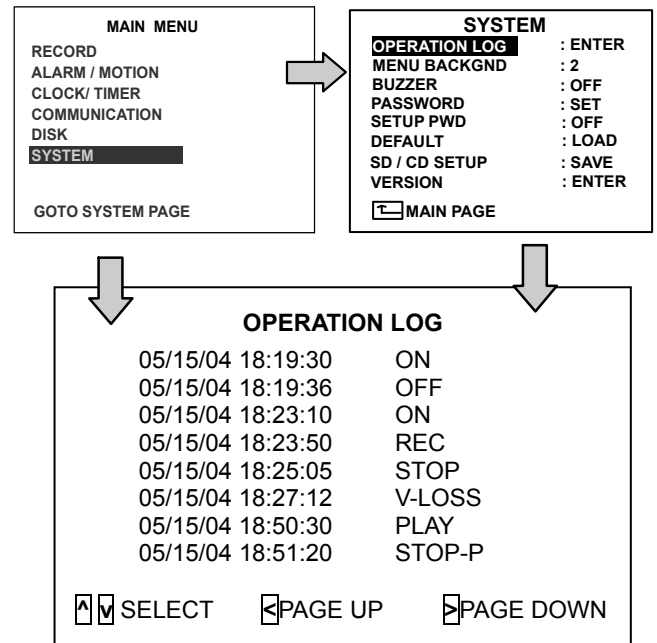 MAIN MENU
RECORD
ALARM / MOTION
CLOCK/ TIMER
COMMUNICATION
DISK
SYSTEM
GOTO SYSTEM PAGE
SYSTEM
OPERATION LOG : ENTER
MENU BACKGND : 2
BUZZER : OFF
PASSWORD : SET
SETUP PWD : OFF
DEFAULT : LOAD
SD / CD SETUP : SAVE
VERSION : ENTER
MAIN PAGE
OPERATION LOG
05/15/04 18:19:30 ON
05/15/04 18:19:36 OFF
05/15/04 18:23:10 ON
05/15/04 18:23:50 REC
05/15/04 18:25:05 STOP
05/15/04 18:27:12 V-LOSS
05/15/04 18:50:30 PLAY
05/15/04 18:51:20 STOP-P
^ v SELECT <PAGE UP >PAGE DOWN